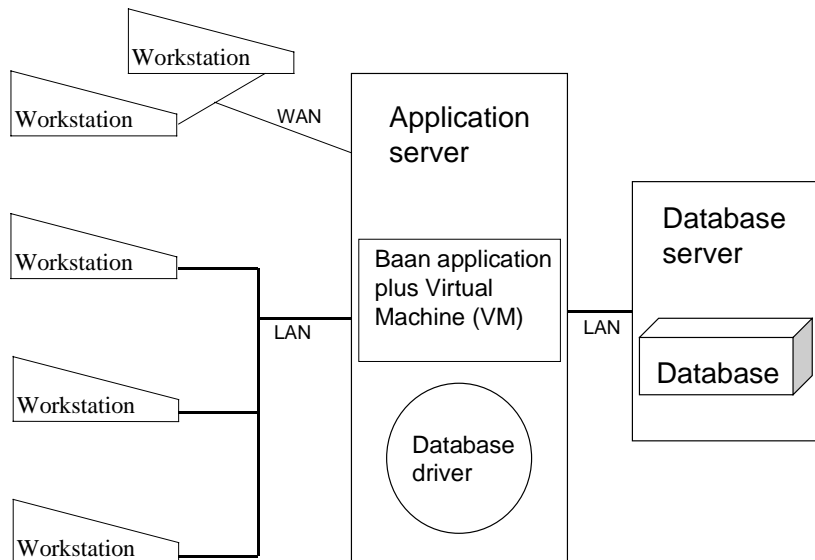 Workstation
Workstation
WAN
Workstation
LAN
Workstation
Workstation
Application
server
Baan application
plus Virtual
Machine (VM)
Database
driver
LAN
Database
server
Database